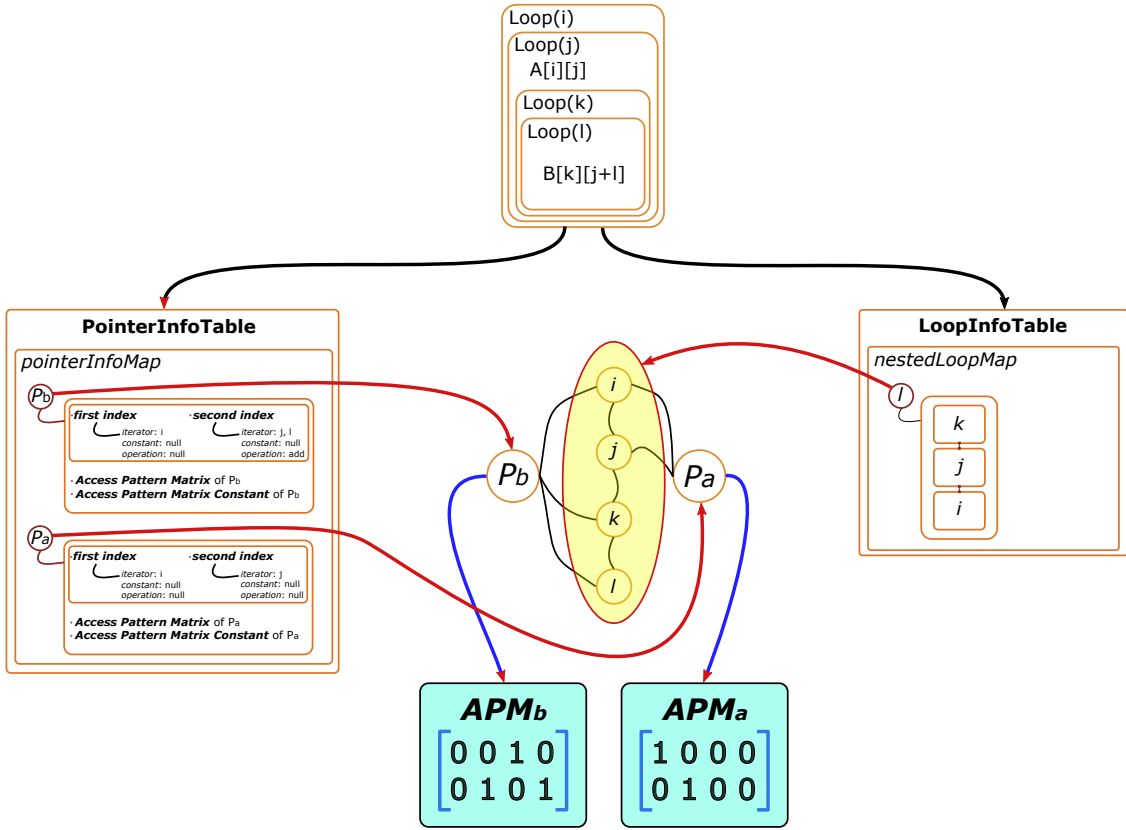 Loop(i)
Loop(j)
A[i][j]
Loop(k)
Loop(l)
B[k][j+l]
PointerInfoTable
pointerInfoMap
Pb
·first index
iterator: i
constant: null
operation: null
·second index
iterator: j, l
constant: null
operation: add
·Access Pattern Matrix of Pb
·Access Pattern Matrix Constant of Pb
Pa
·first index
iterator: i
constant: null
operation: null
·second index
iterator: j
constant: null
operation: null
·Access Pattern Matrix of Pa
·Access Pattern Matrix Constant of Pa
Pb
i
j
k
l
Pa
LoopInfoTable
nestedLoopMap
l
k
j
i
APMb
0 0 1 0
0 1 0 1
APMa
1 0 0 0
0 1 0 0